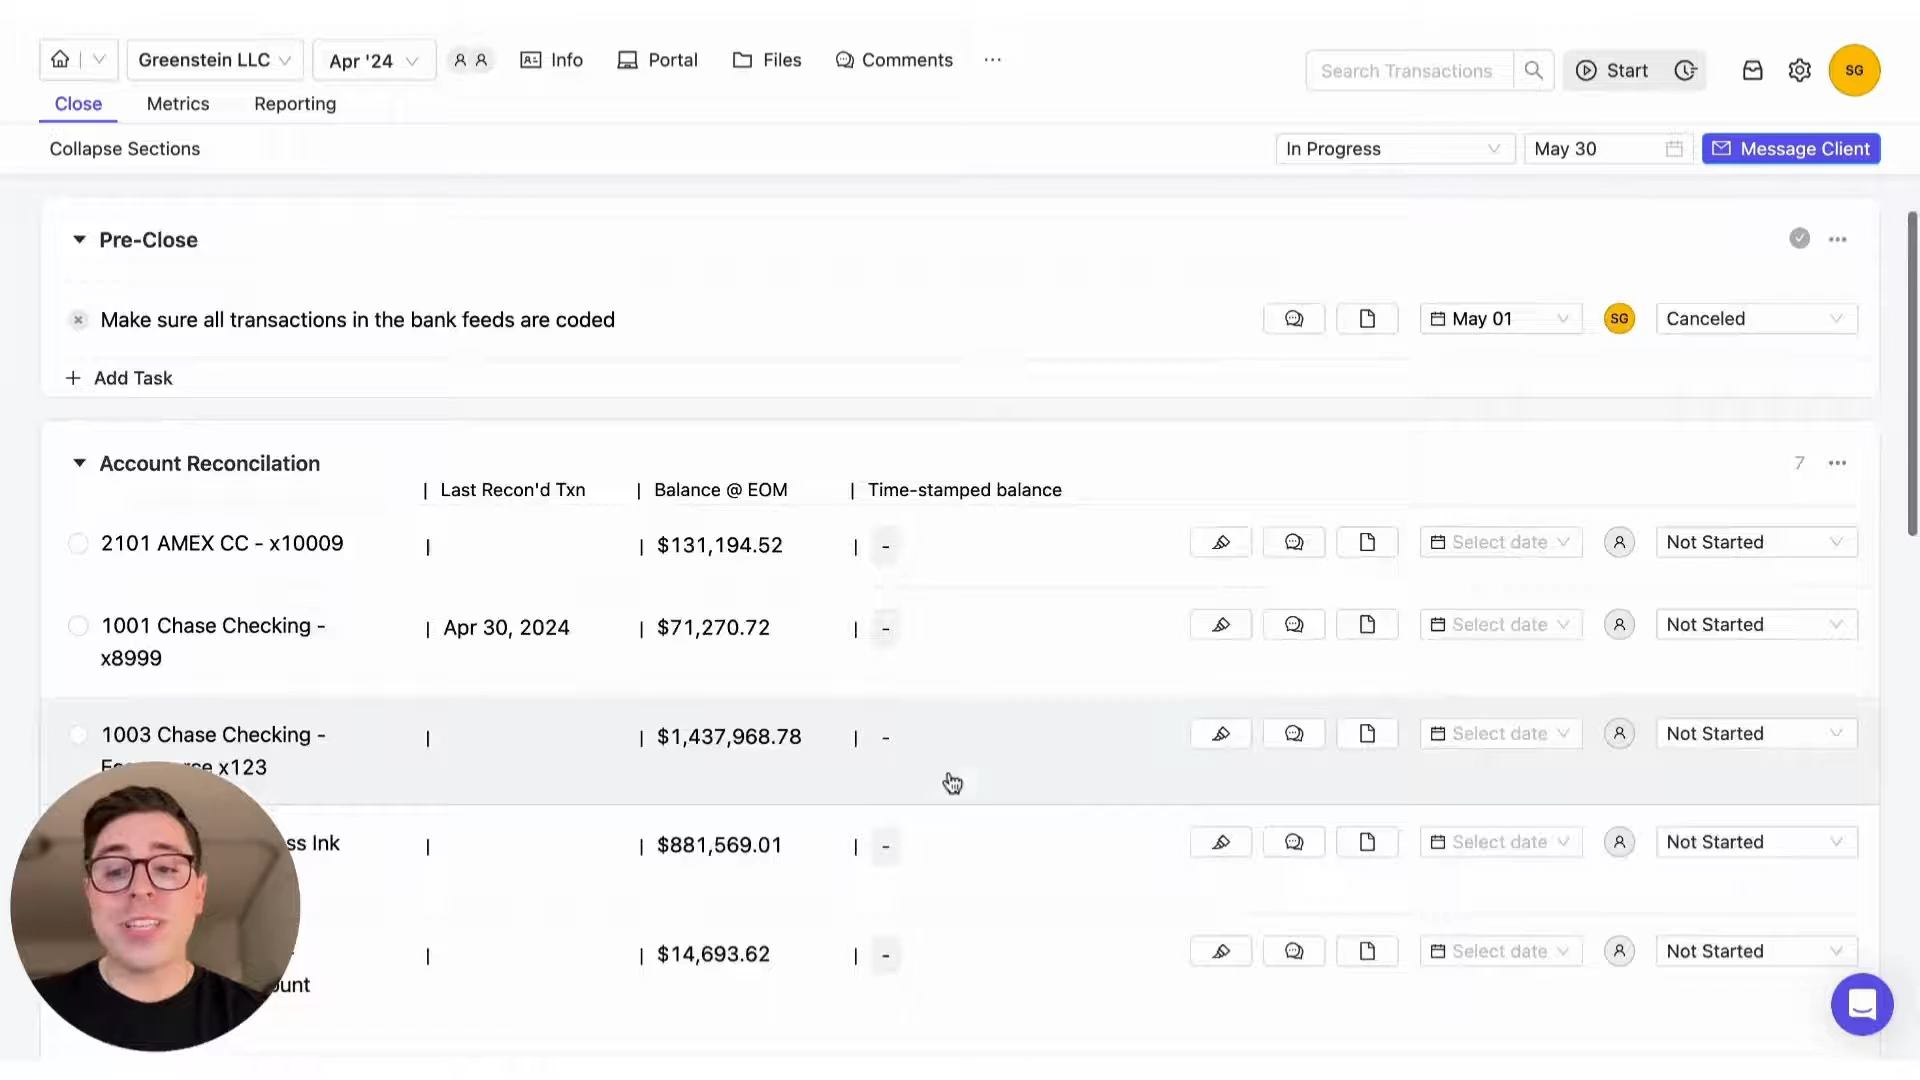 Greenstein LLC
Apr '24
Info
Portal
Files
Comments
Search Transactions
Start
SG
Close
Metrics
Reporting
Collapse Sections
In Progress
May 30
Message Client
Pre-Close
Make sure all transactions in the bank feeds are coded
May 01
SG
Canceled
+ Add Task
Account Reconcilation
7
| Last Recon'd Txn
| Balance @ EOM
| Time-stamped balance
2101 AMEX CC - x10009
|
| $131,194.52
| -
Select date
Not Started
1001 Chase Checking -
x8999
| Apr 30, 2024
| $71,270.72
| -
Select date
Not Started
1003 Chase Checking -
x123
|
| $1,437,968.78
| -
Select date
Not Started
ss Ink
|
| $881,569.01
| -
Select date
Not Started
|
| $14,693.62
| -
Select date
Not Started
unt